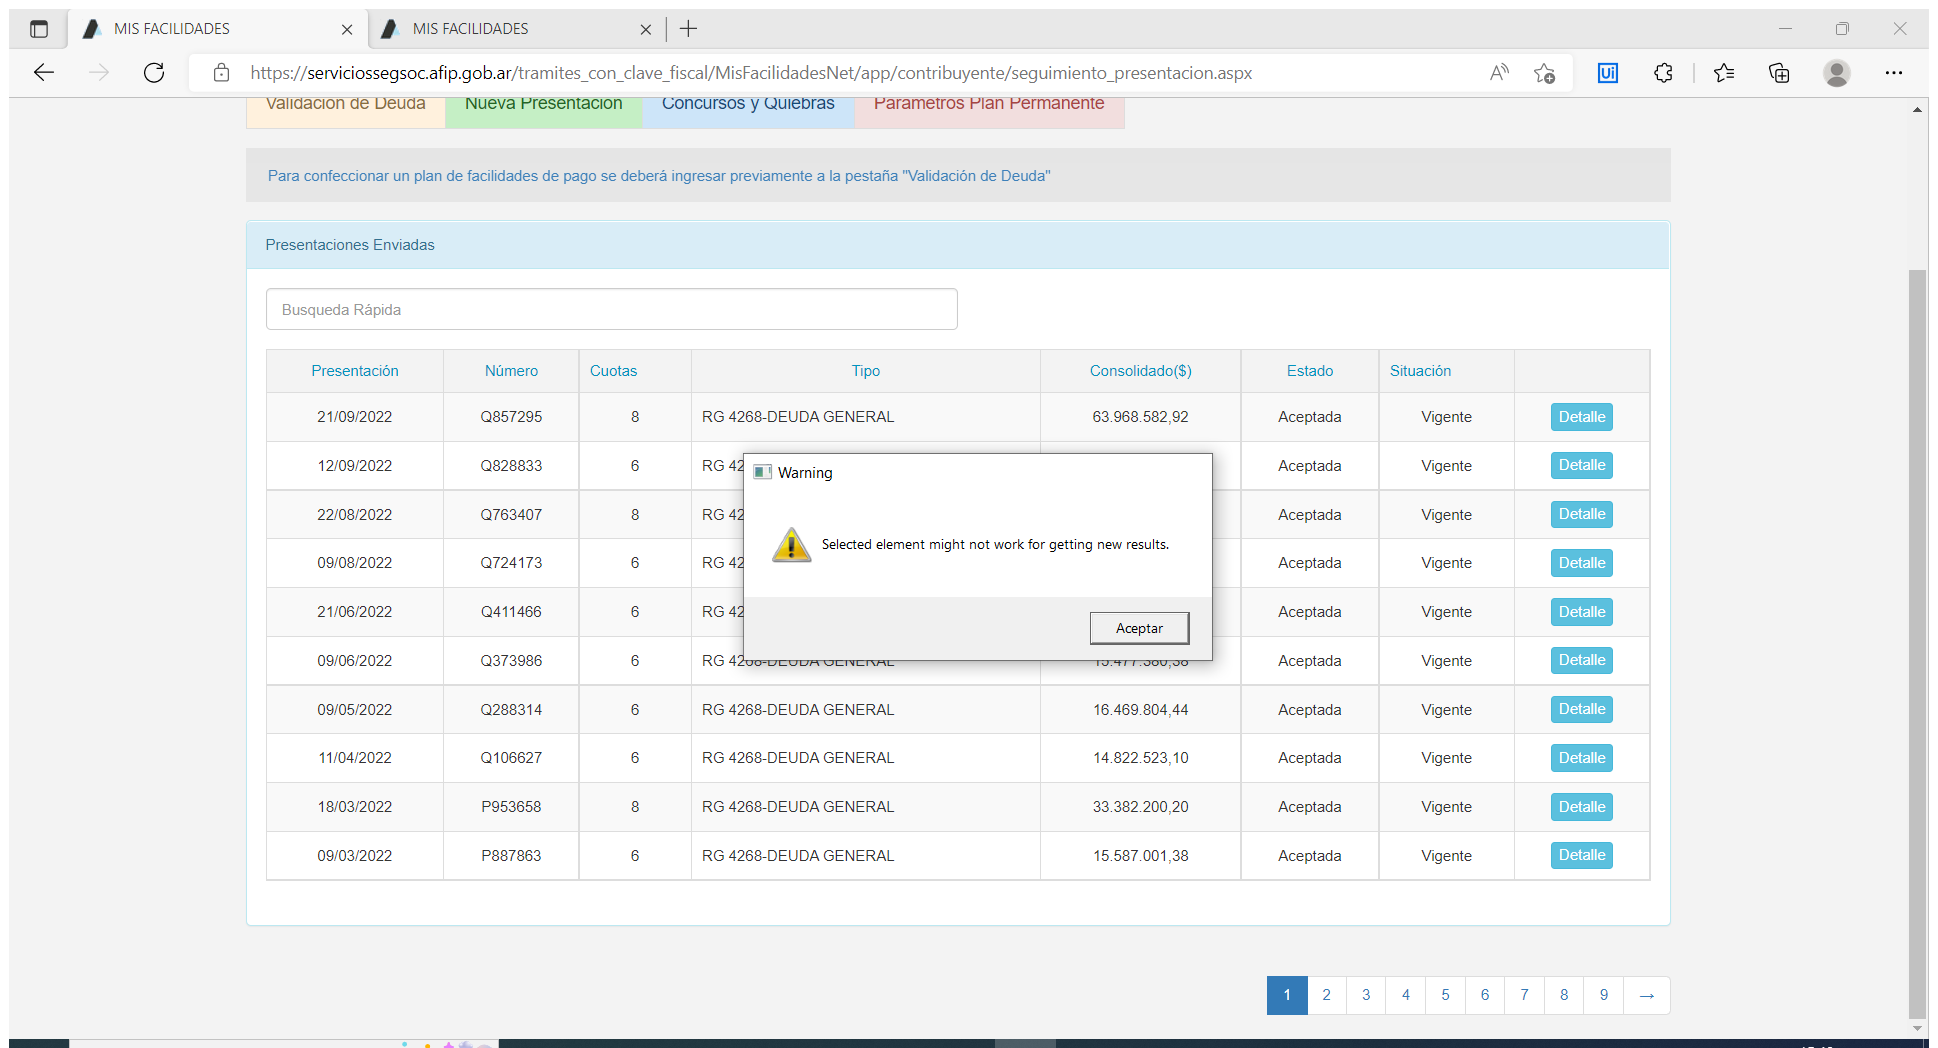 MIS FACILIDADES
MIS FACILIDADES
https://serviciossegsoc.afip.gob.ar/tramites_con_clave_fiscal/MisFacilidadesNet/app/contribuyente/seguimiento_presentacion.aspx
Validación de Deuda Nueva Presentación Concursos y Quiebras Parámetros Plan Permanente
Para confeccionar un plan de facilidades de pago se deberá ingresar previamente a la pestaña "Validación de Deuda"
Presentaciones Enviadas
Busqueda Rápida
Presentación Número Cuotas Tipo Consolidado($) Estado Situación
21/09/2022 Q857295 8 RG 4268-DEUDA GENERAL 63.968.582,92 Aceptada Vigente Detalle
12/09/2022 Q828833 6 RG 42 Aceptada Vigente Detalle
22/08/2022 Q763407 8 RG 42 Aceptada Vigente Detalle
09/08/2022 Q724173 6 RG 42 Aceptada Vigente Detalle
21/06/2022 Q411466 6 RG 42 Aceptada Vigente Detalle
09/06/2022 Q373986 6 RG 4268-DEUDA GENERAL 15.477.380,38 Aceptada Vigente Detalle
09/05/2022 Q288314 6 RG 4268-DEUDA GENERAL 16.469.804,44 Aceptada Vigente Detalle
11/04/2022 Q106627 6 RG 4268-DEUDA GENERAL 14.822.523,10 Aceptada Vigente Detalle
18/03/2022 P953658 8 RG 4268-DEUDA GENERAL 33.382.200,20 Aceptada Vigente Detalle
09/03/2022 P887863 6 RG 4268-DEUDA GENERAL 15.587.001,38 Aceptada Vigente Detalle
Warning
Selected element might not work for getting new results.
Aceptar
1 2 3 4 5 6 7 8 9 →